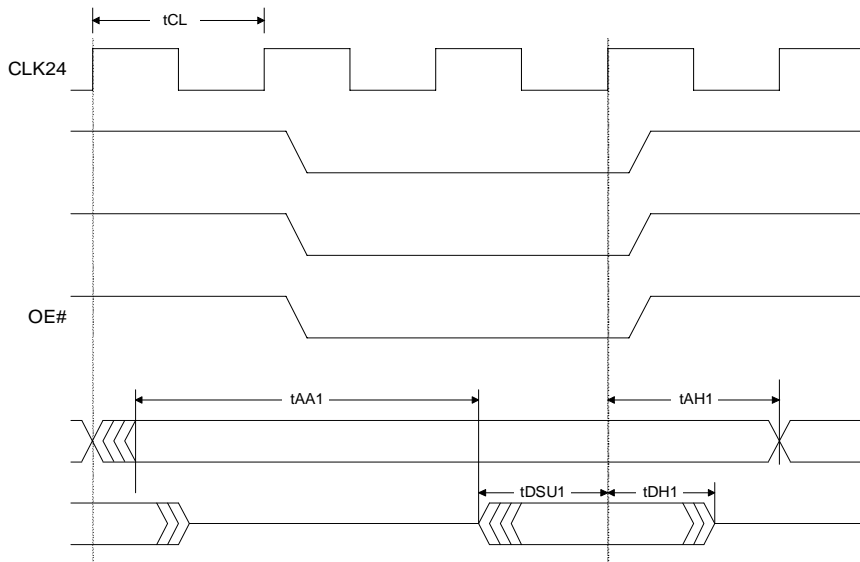 tCL
CLK24
OE#
tAA1
tAH1
tDSU1
tDH1